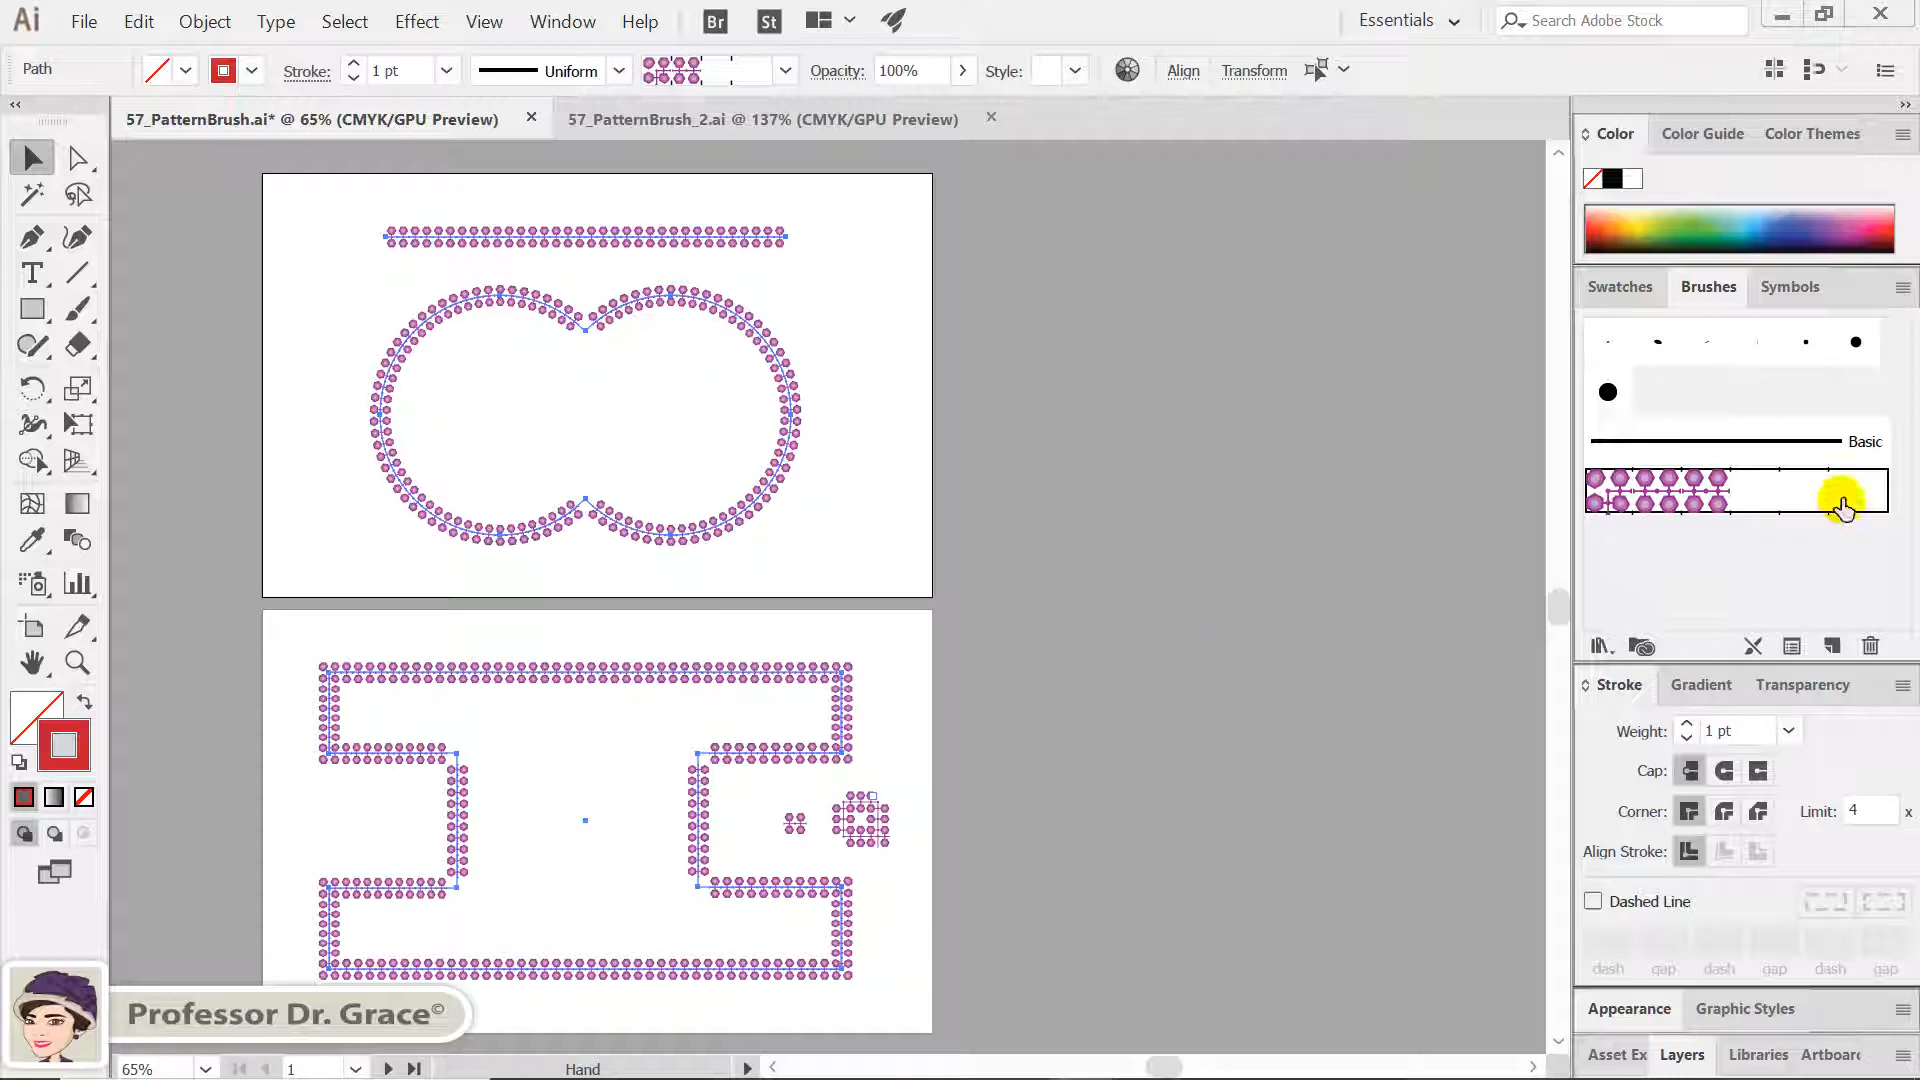 Ai File Edit Object Type Select Effect View Window Help Br St Essentials Search Adobe Stock
Path Stroke: 1 pt Uniform Opacity: 100% Style: Align Transform
57_PatternBrush.ai* @ 65% (CMYK/GPU Preview) 57_PatternBrush_2.ai @ 137% (CMYK/GPU Preview)
Color Color Guide Color Themes
Swatches Brushes Symbols
Basic
Stroke Gradient Transparency
Weight: 1 pt
Cap:
Corner: Limit: 4 x
Align Stroke:
Dashed Line
dash gap dash gap dash gap
Appearance Graphic Styles
Asset Ex Layers Libraries Artboard
Professor Dr. Grace©
65% 1 Hand